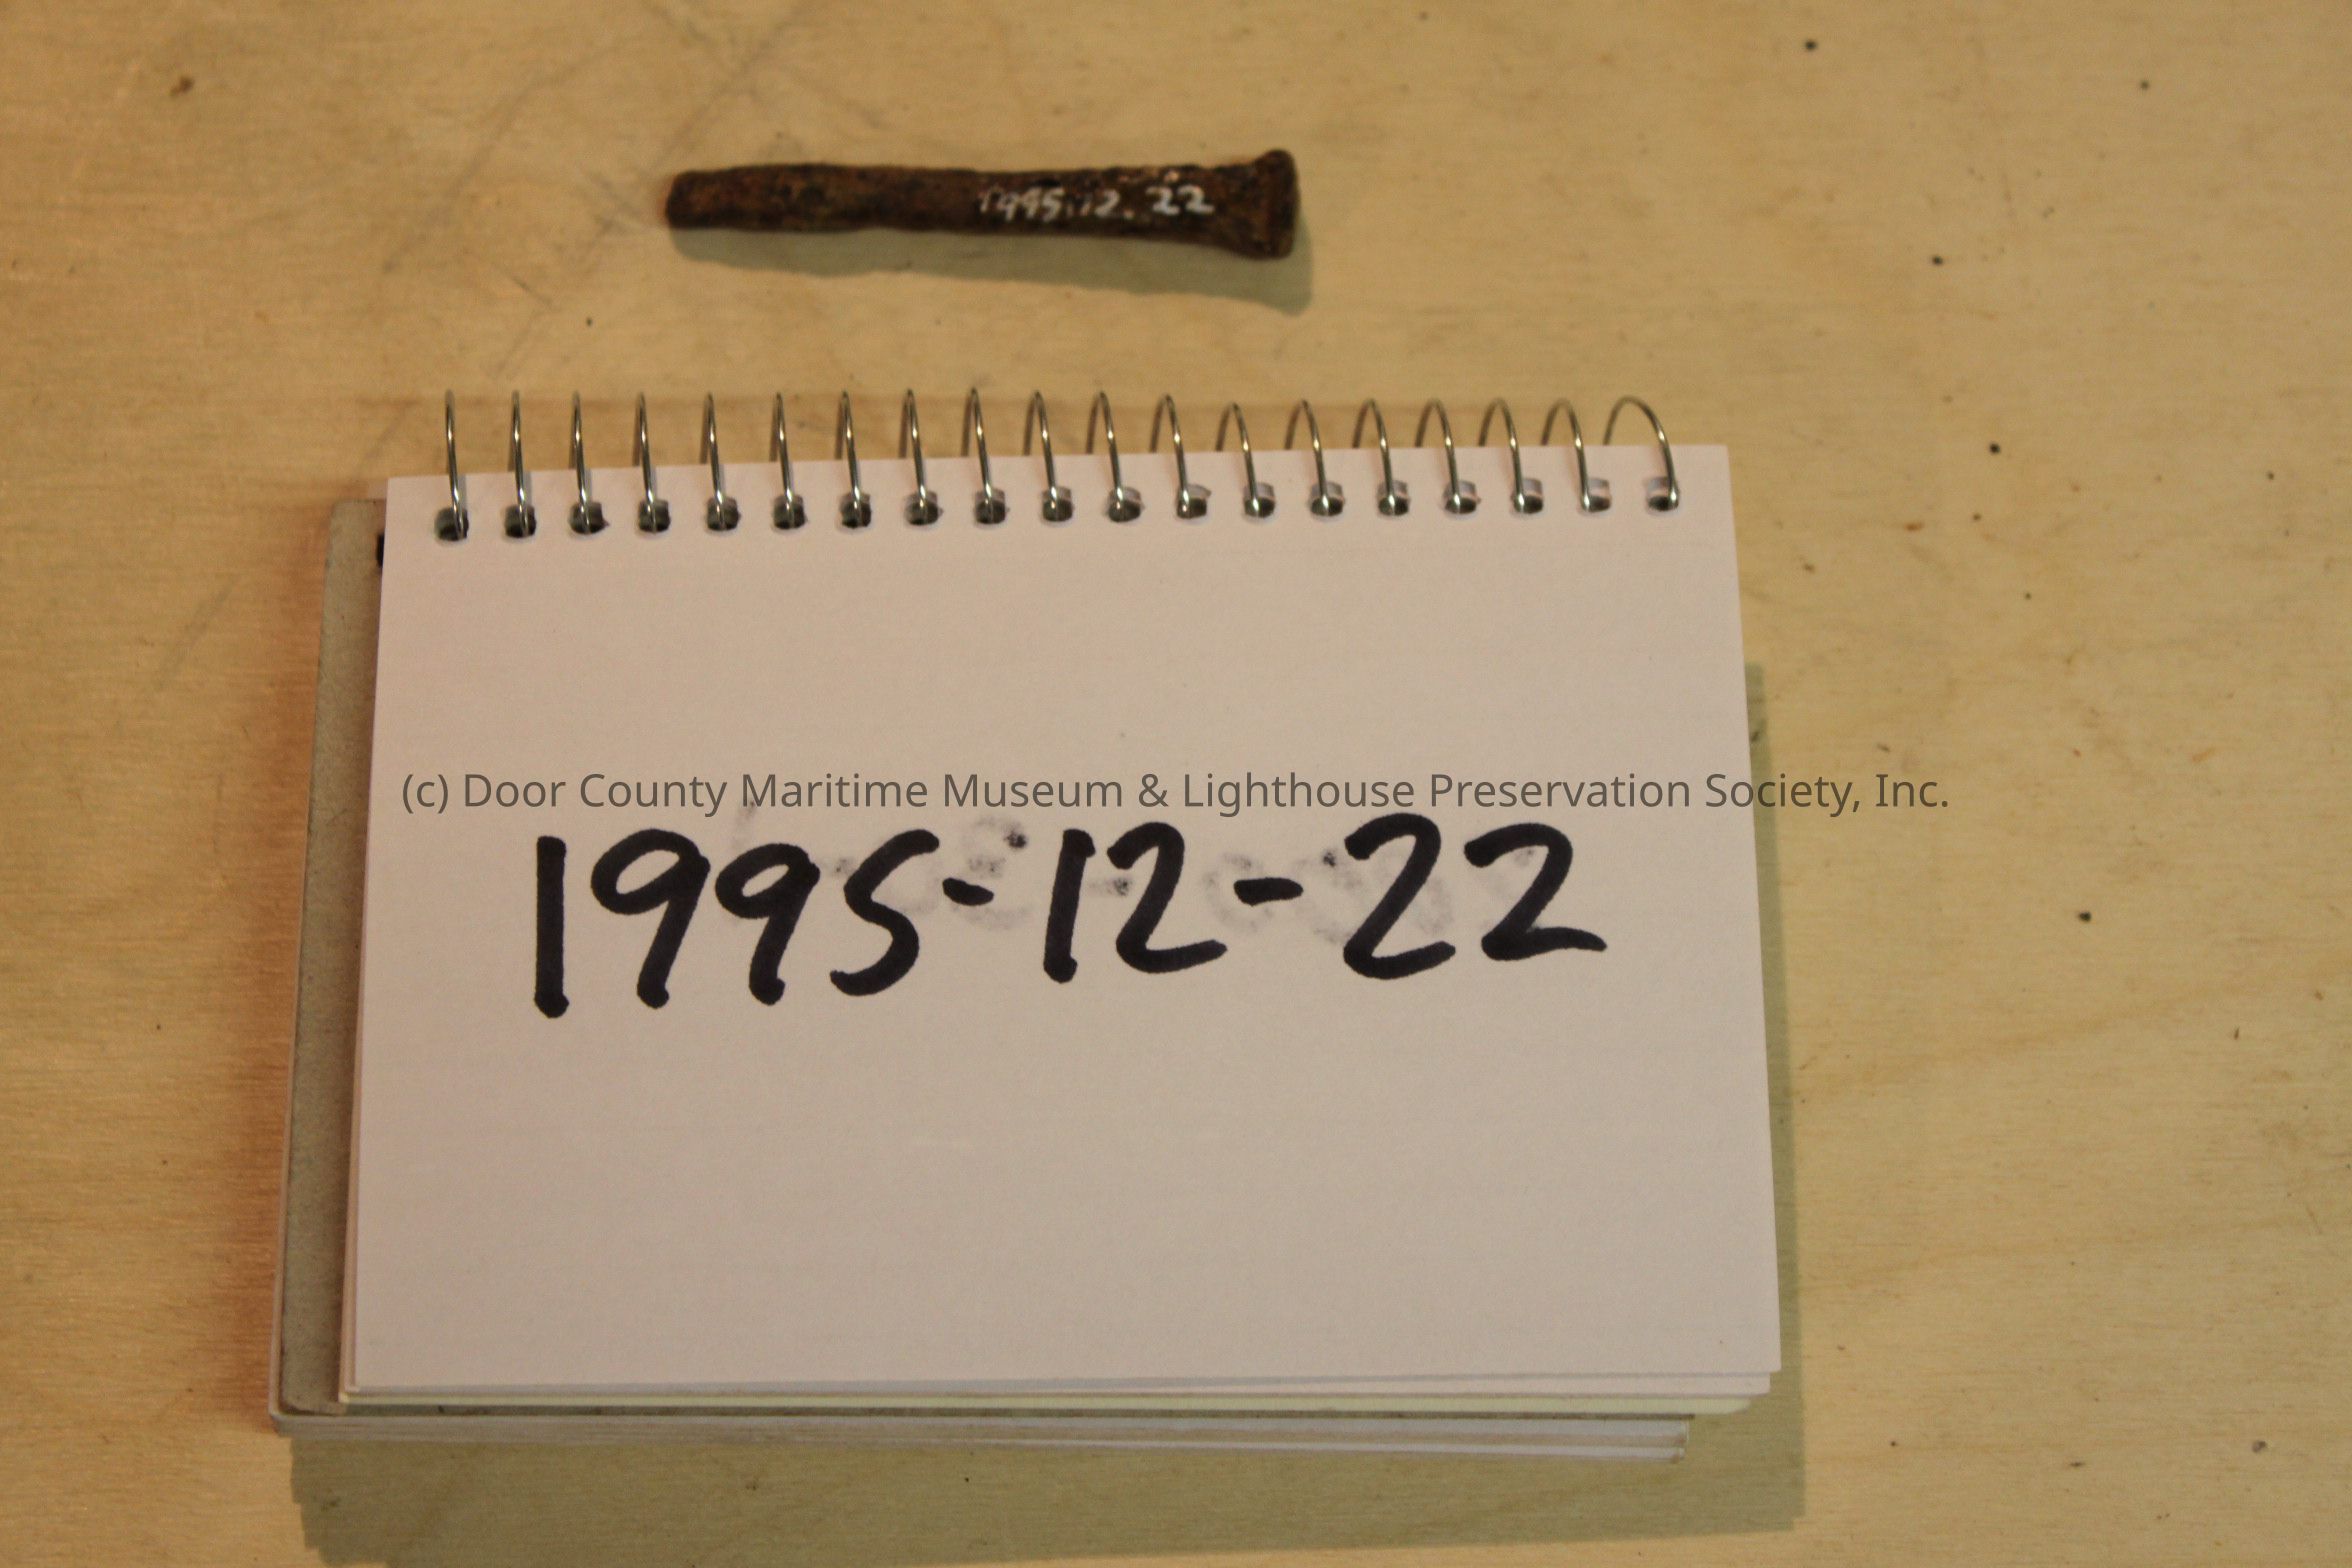 1995.12.22
(c) Door County Maritime Museum & Lighthouse Preservation Society, Inc.
1995-12-22